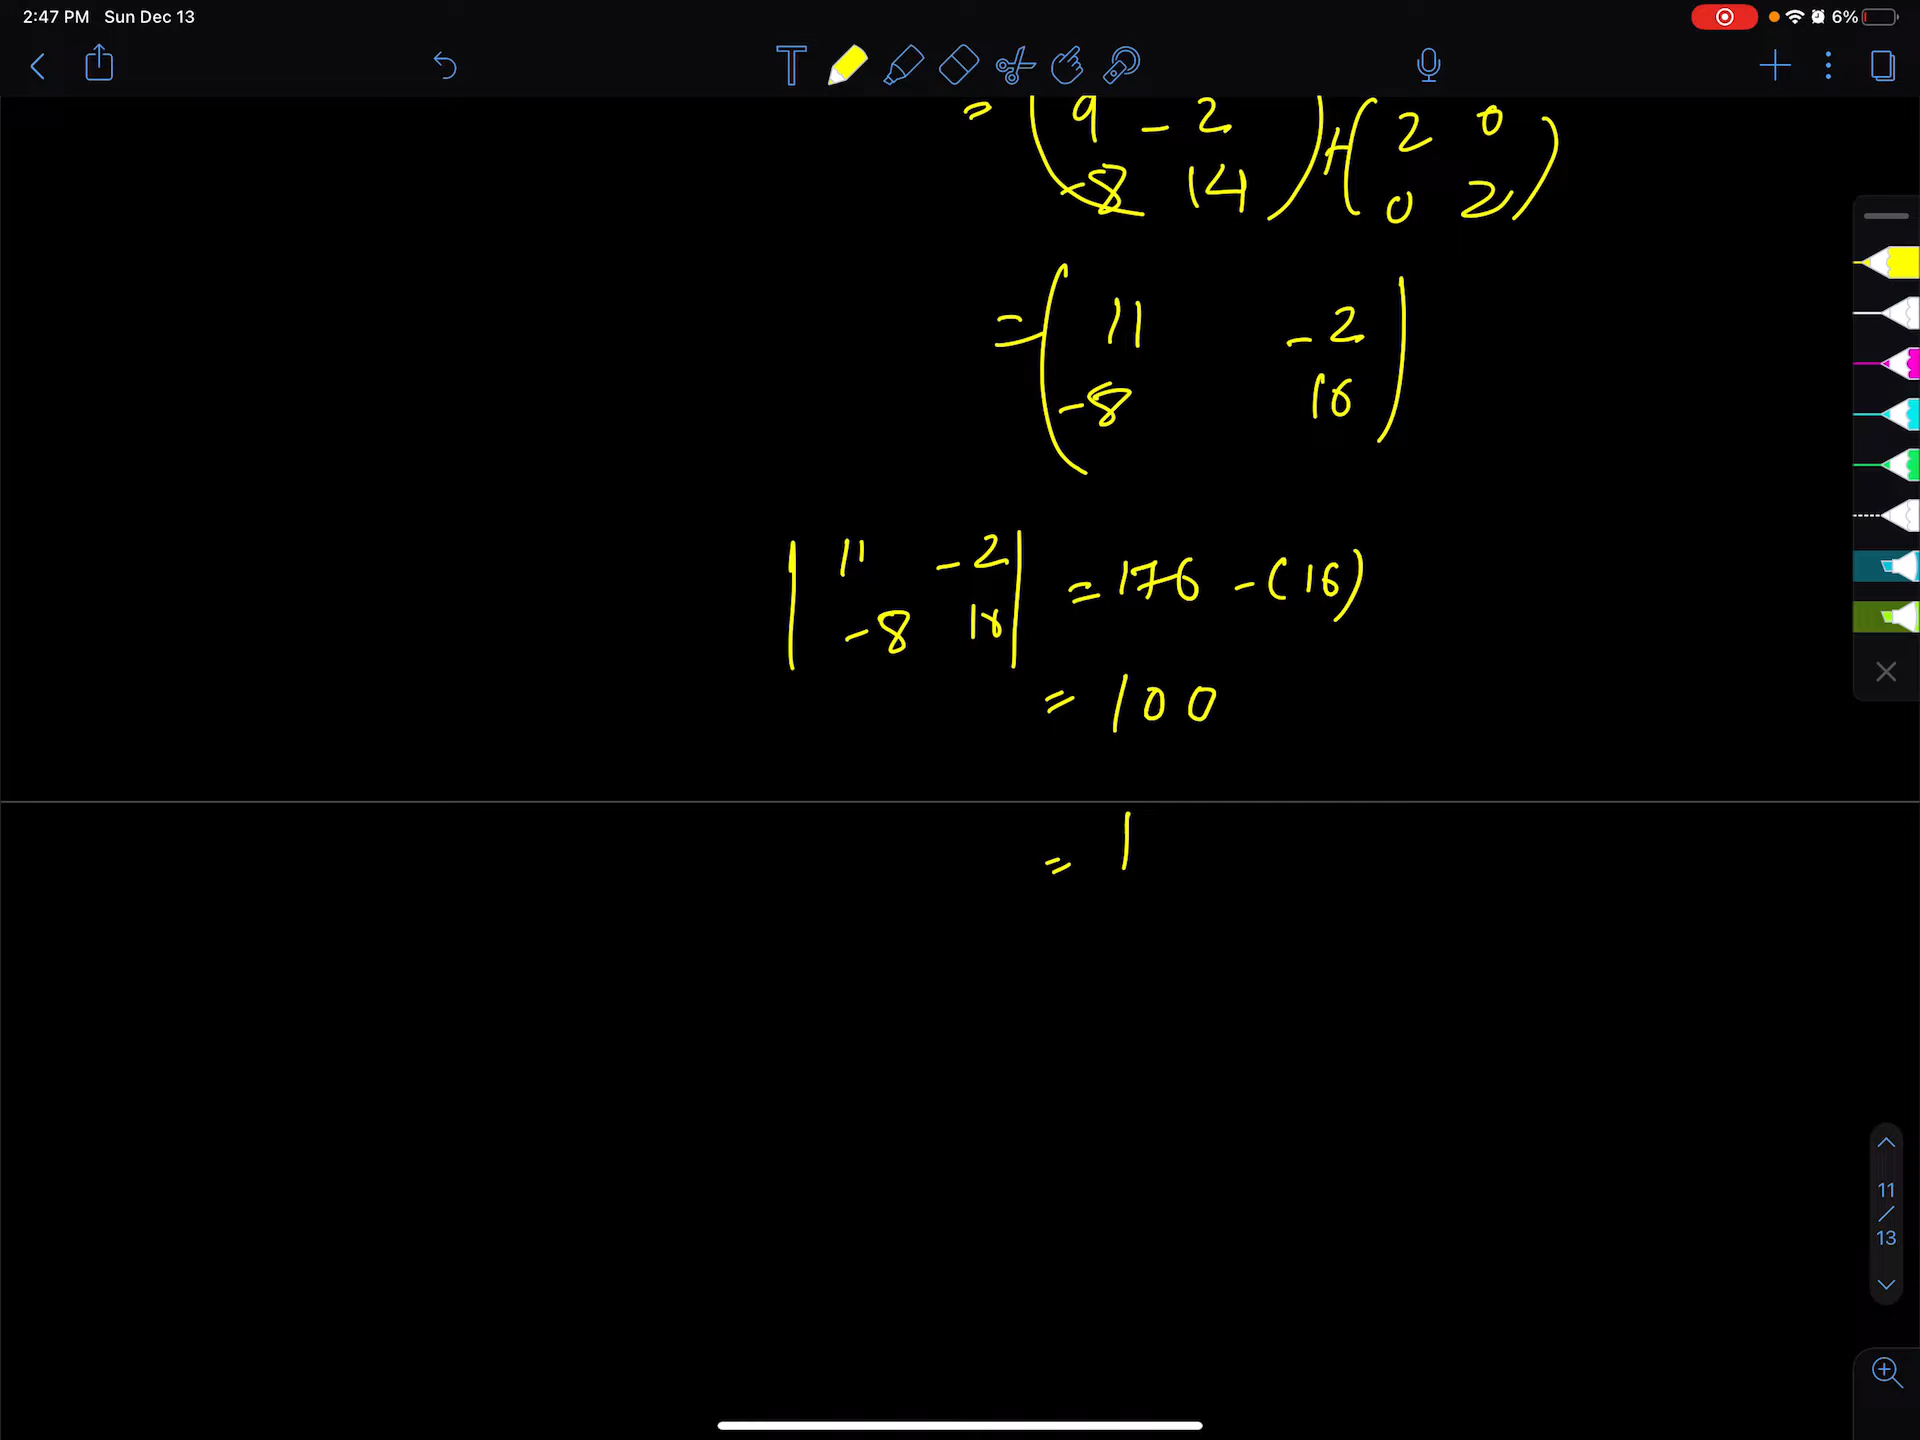 2:47 PM Sun Dec 13 6%
T
= (9 -2
-8 14) + (2 0
0 2)
= (11 -2
-8 16)
|11 -2
-8 16| = 176 - (16)
= 100
= 1
11
/
13